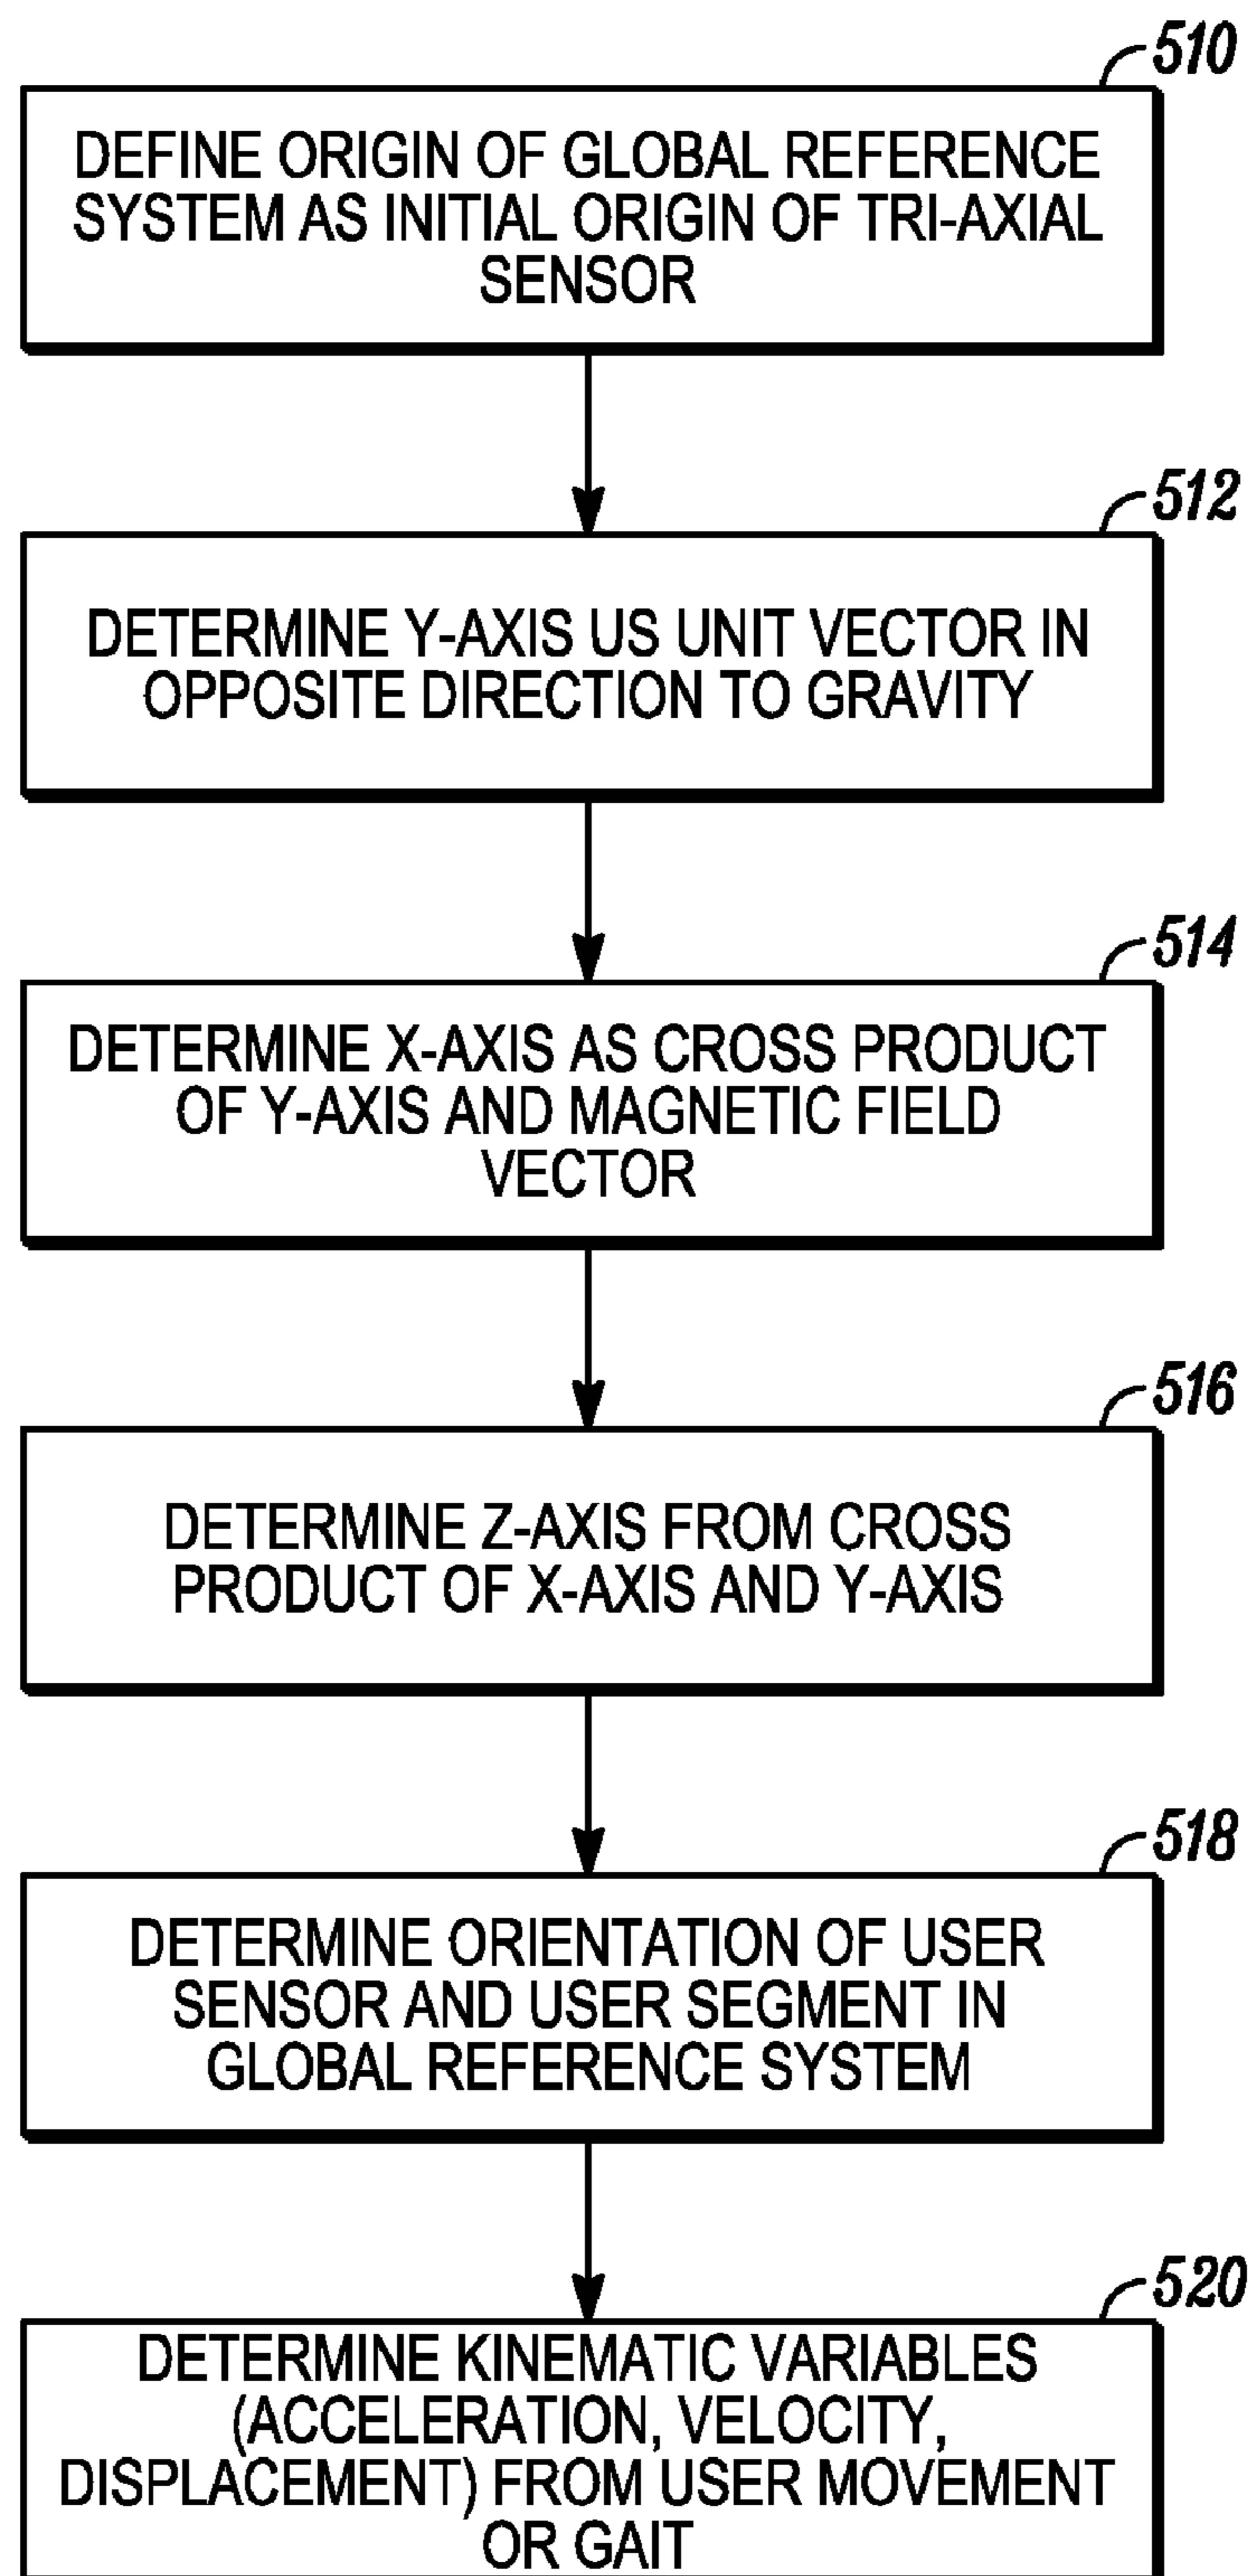 510
DEFINE ORIGIN OF GLOBAL REFERENCE
SYSTEM AS INITIAL ORIGIN OF TRI-AXIAL
SENSOR
512
DETERMINE Y-AXIS US UNIT VECTOR IN
OPPOSITE DIRECTION TO GRAVITY
514
DETERMINE X-AXIS AS CROSS PRODUCT
OF Y-AXIS AND MAGNETIC FIELD
VECTOR
516
DETERMINE Z-AXIS FROM CROSS
PRODUCT OF X-AXIS AND Y-AXIS
518
DETERMINE ORIENTATION OF USER
SENSOR AND USER SEGMENT IN
GLOBAL REFERENCE SYSTEM
520
DETERMINE KINEMATIC VARIABLES
(ACCELERATION, VELOCITY,
DISPLACEMENT) FROM USER MOVEMENT
OR GAIT